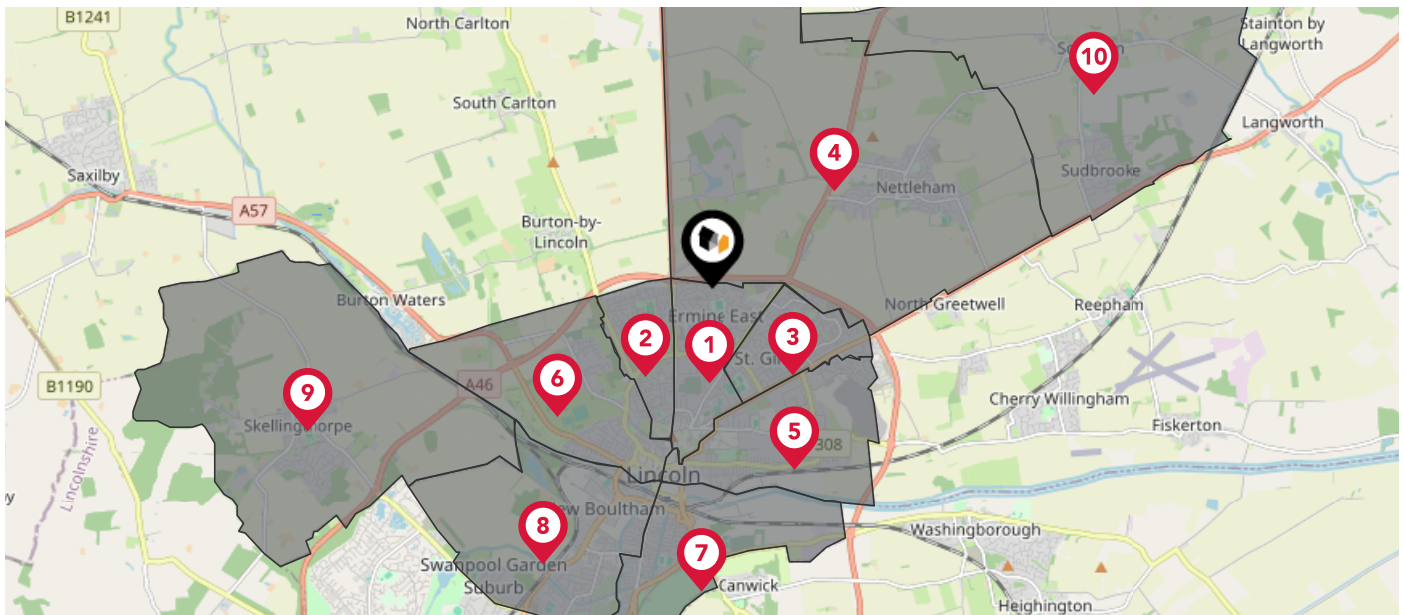 B1241
North Carlton
Stainton by
Langworth
10
South Carlton
Langworth
4
Saxilby
Sudbrooke
Nettleham
A57
Burton-by-
Lincoln
Burton Waters
North Greetwell
Reepham
Ermine East
2
1
3
A46
6
B1190
9
Cherry Willingham
Skellingthorpe
Fiskerton
5
308
Lincoln
Lincolnshire
8
Boultham
Washingborough
7
Swanpool Garden
Suburb
Canwick
Heighington